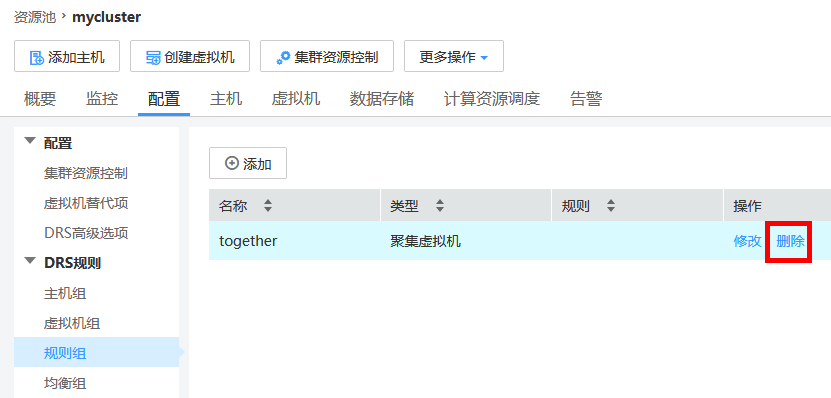 资源池 › mycluster
添加主机 创建虚拟机 集群资源控制 更多操作
概要 监控 配置 主机 虚拟机 数据存储 计算资源调度 告警
配置
集群资源控制
虚拟机替代项
DRS高级选项
DRS规则
主机组
虚拟机组
规则组
均衡组
添加
名称 类型 规则 操作
together 聚集虚拟机 修改 删除